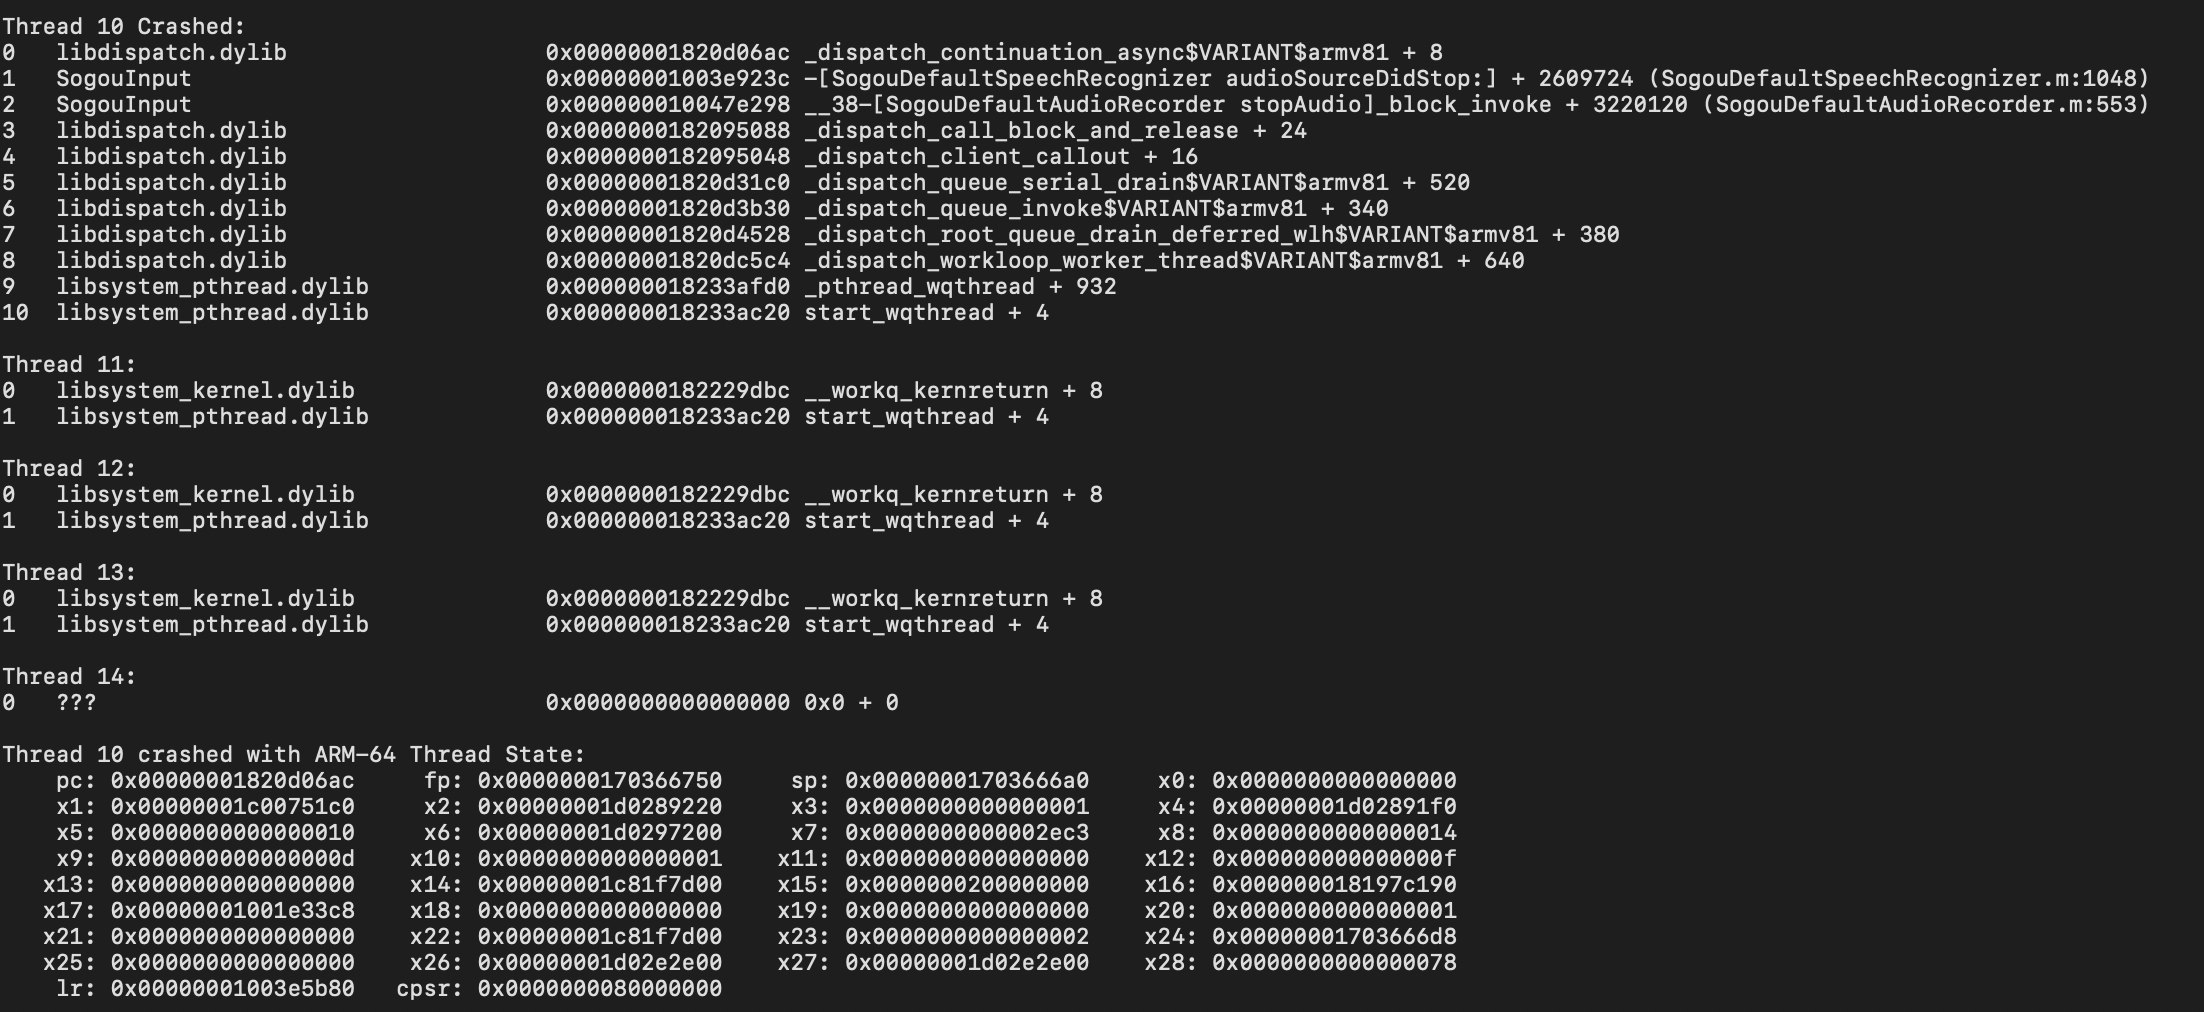 Thread 10 Crashed:
0   libdispatch.dylib                   0x00000001820d06ac _dispatch_continuation_async$VARIANT$armv81 + 8
1   SogouInput                          0x00000001003e923c -[SogouDefaultSpeechRecognizer audioSourceDidStop:] + 2609724 (SogouDefaultSpeechRecognizer.m:1048)
2   SogouInput                          0x000000010047e298 __38-[SogouDefaultAudioRecorder stopAudio]_block_invoke + 3220120 (SogouDefaultAudioRecorder.m:553)
3   libdispatch.dylib                   0x0000000182095088 _dispatch_call_block_and_release + 24
4   libdispatch.dylib                   0x0000000182095048 _dispatch_client_callout + 16
5   libdispatch.dylib                   0x00000001820d31c0 _dispatch_queue_serial_drain$VARIANT$armv81 + 520
6   libdispatch.dylib                   0x00000001820d3b30 _dispatch_queue_invoke$VARIANT$armv81 + 340
7   libdispatch.dylib                   0x00000001820d4528 _dispatch_root_queue_drain_deferred_wlh$VARIANT$armv81 + 380
8   libdispatch.dylib                   0x00000001820dc5c4 _dispatch_workloop_worker_thread$VARIANT$armv81 + 640
9   libsystem_pthread.dylib             0x000000018233afd0 _pthread_wqthread + 932
10  libsystem_pthread.dylib             0x000000018233ac20 start_wqthread + 4
Thread 11:
0   libsystem_kernel.dylib              0x0000000182229dbc __workq_kernreturn + 8
1   libsystem_pthread.dylib             0x000000018233ac20 start_wqthread + 4
Thread 12:
0   libsystem_kernel.dylib              0x0000000182229dbc __workq_kernreturn + 8
1   libsystem_pthread.dylib             0x000000018233ac20 start_wqthread + 4
Thread 13:
0   libsystem_kernel.dylib              0x0000000182229dbc __workq_kernreturn + 8
1   libsystem_pthread.dylib             0x000000018233ac20 start_wqthread + 4
Thread 14:
0   ???                                 0x0000000000000000 0x0 + 0
Thread 10 crashed with ARM-64 Thread State:
    pc: 0x00000001820d06ac     fp: 0x0000000170366750     sp: 0x00000001703666a0     x0: 0x0000000000000000
    x1: 0x00000001c00751c0     x2: 0x00000001d0289220     x3: 0x0000000000000001     x4: 0x00000001d02891f0
    x5: 0x0000000000000010     x6: 0x00000001d0297200     x7: 0x0000000000002ec3     x8: 0x0000000000000014
    x9: 0x000000000000000d    x10: 0x0000000000000001    x11: 0x0000000000000000    x12: 0x000000000000000f
   x13: 0x0000000000000000    x14: 0x00000001c81f7d00    x15: 0x0000000200000000    x16: 0x000000018197c190
   x17: 0x00000001001e33c8    x18: 0x0000000000000000    x19: 0x0000000000000000    x20: 0x0000000000000001
   x21: 0x0000000000000000    x22: 0x00000001c81f7d00    x23: 0x0000000000000002    x24: 0x00000001703666d8
   x25: 0x0000000000000000    x26: 0x00000001d02e2e00    x27: 0x00000001d02e2e00    x28: 0x0000000000000078
    lr: 0x00000001003e5b80   cpsr: 0x0000000080000000